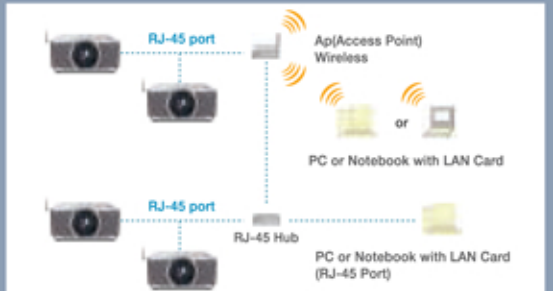 RJ-45 port
Ap(Access Point)
Wireless
or
PC or Notebook with LAN Card
RJ-45 port
RJ-45 Hub
PC or Notebook with LAN Card
(RJ-45 Port)